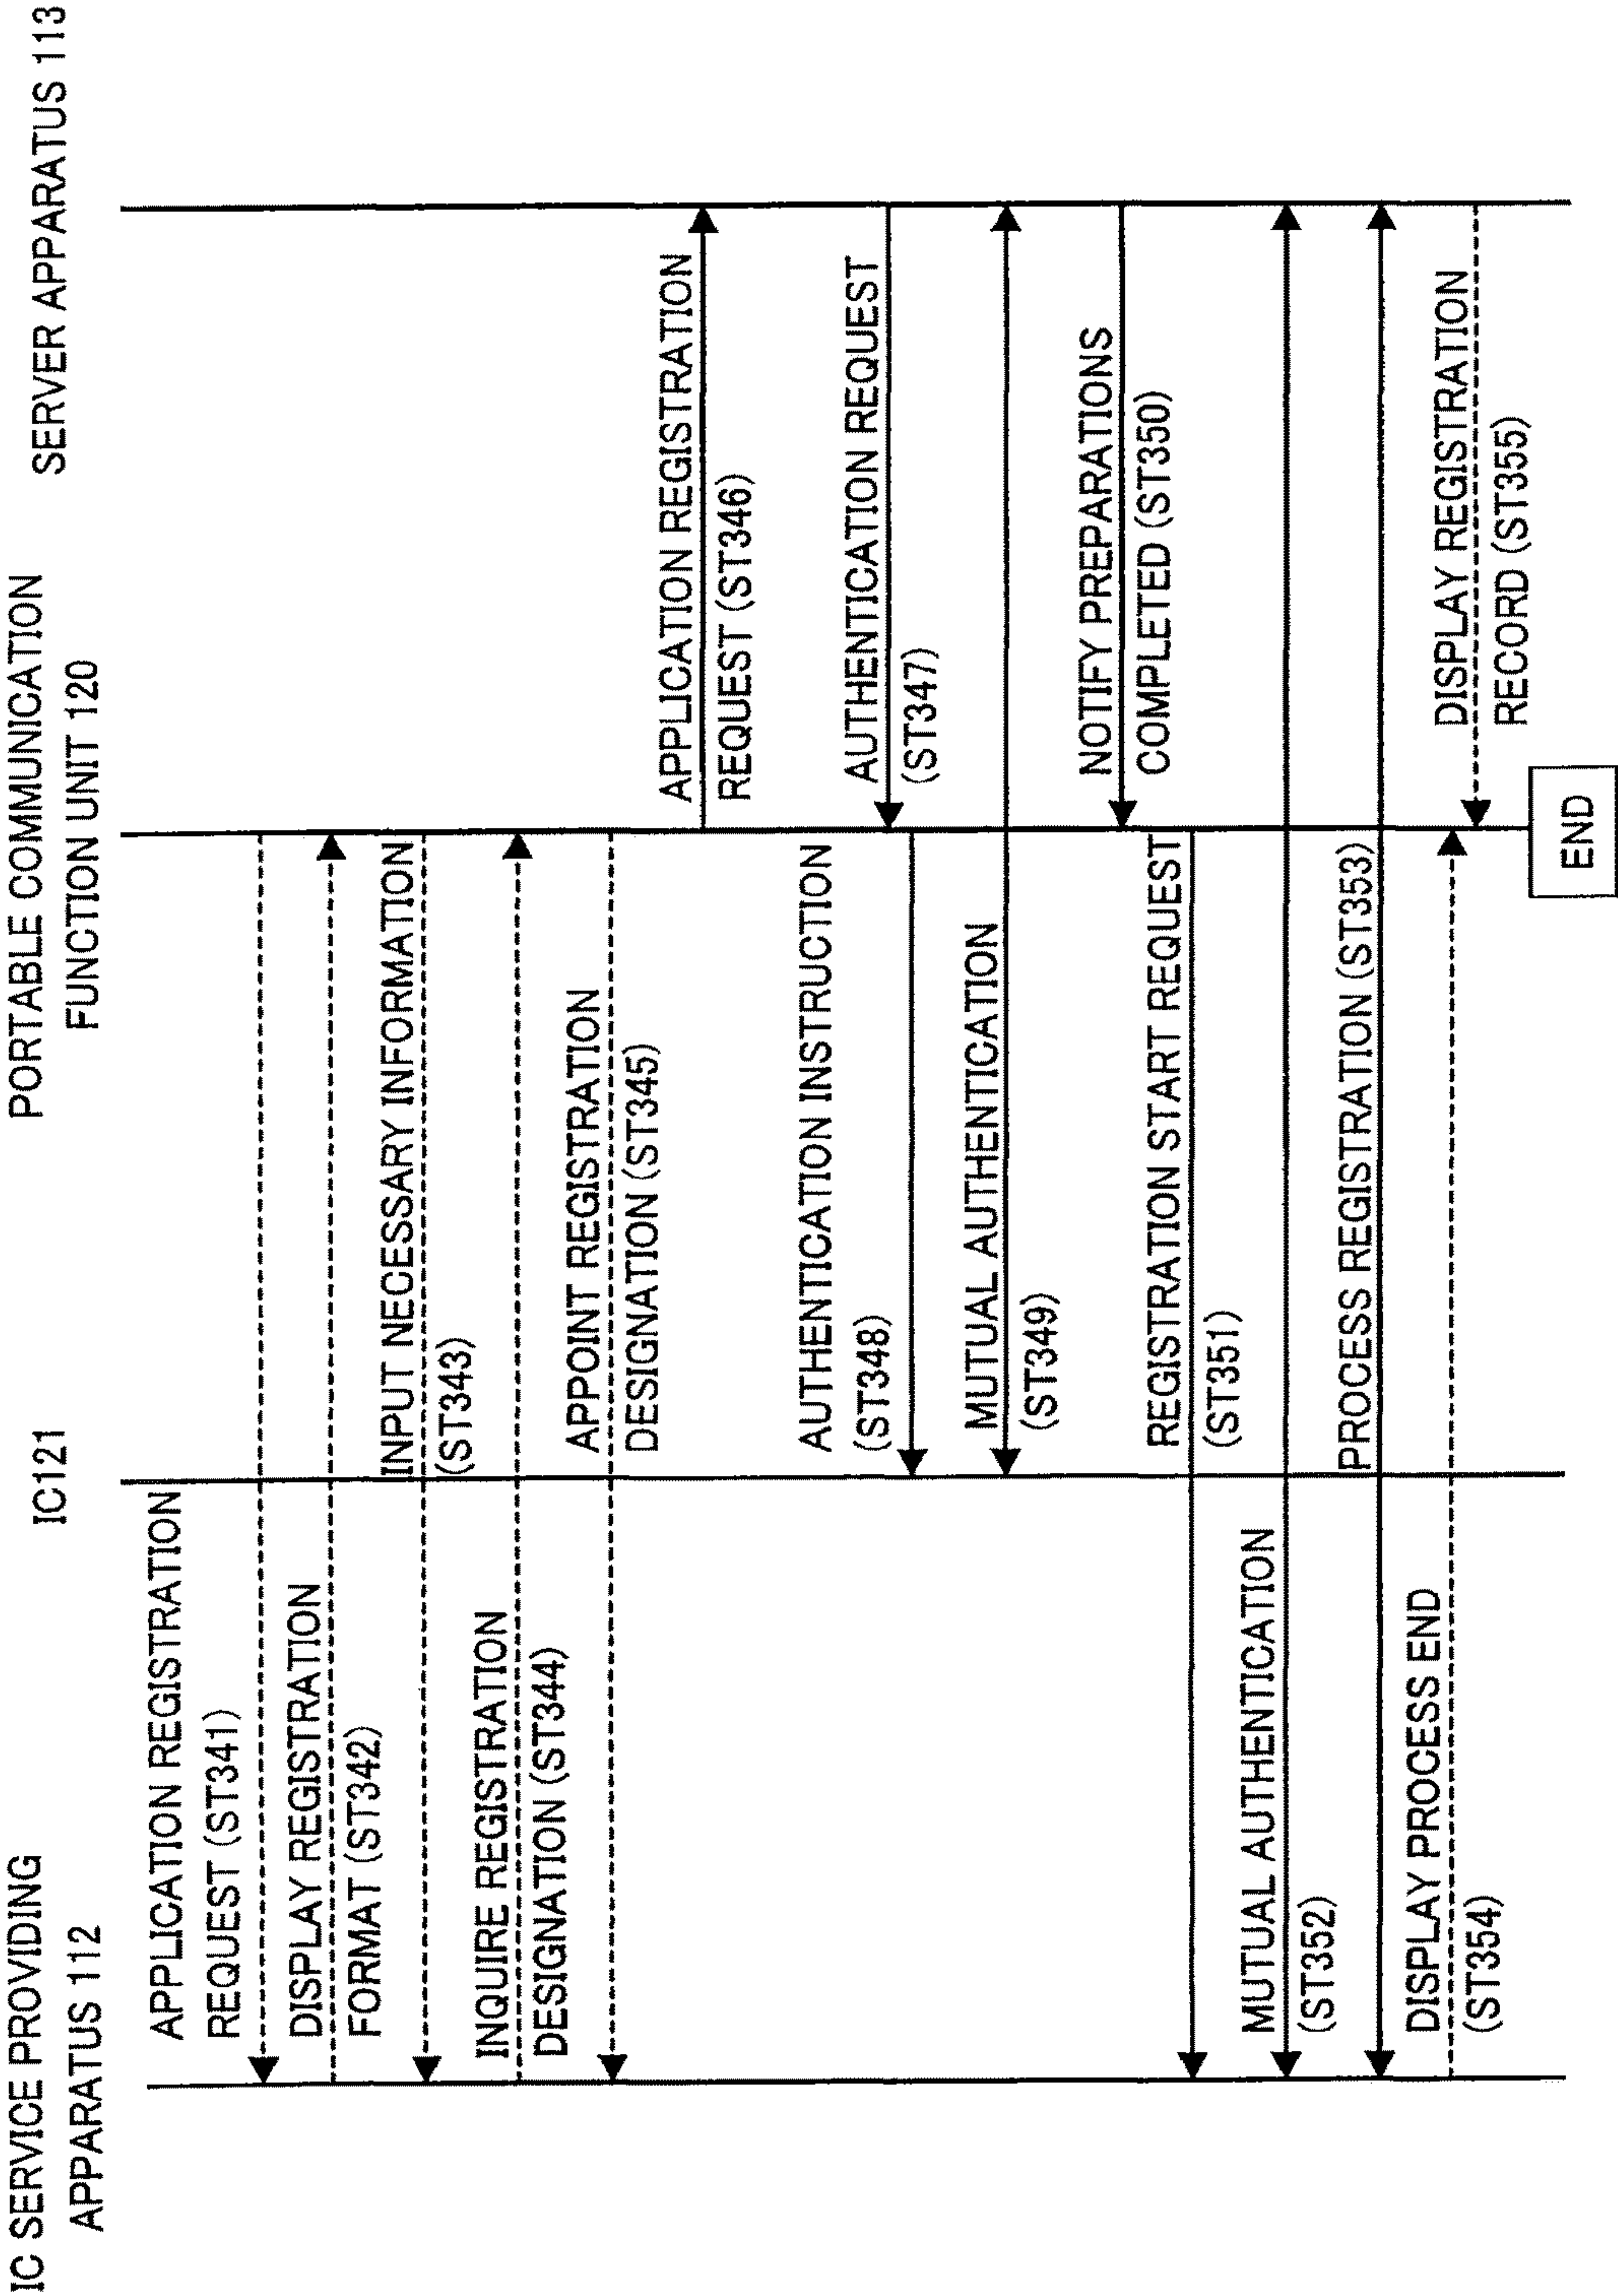 IC SERVICE PROVIDING
APPARATUS 112
IC121
PORTABLE COMMUNICATION
FUNCTION UNIT 120
SERVER APPARATUS 113
APPLICATION REGISTRATION
REQUEST (ST341)
DISPLAY REGISTRATION
FORMAT (ST342)
INPUT NECESSARY INFORMATION
(ST343)
INQUIRE REGISTRATION
DESIGNATION (ST344)
APPOINT REGISTRATION
DESIGNATION (ST345)
APPLICATION REGISTRATION
REQUEST (ST346)
AUTHENTICATION REQUEST
(ST347)
AUTHENTICATION INSTRUCTION
(ST348)
MUTUAL AUTHENTICATION
(ST349)
NOTIFY PREPARATIONS
COMPLETED (ST350)
REGISTRATION START REQUEST
(ST351)
MUTUAL AUTHENTICATION
(ST352)
PROCESS REGISTRATION (ST353)
DISPLAY PROCESS END
(ST354)
DISPLAY REGISTRATION
RECORD (ST355)
END